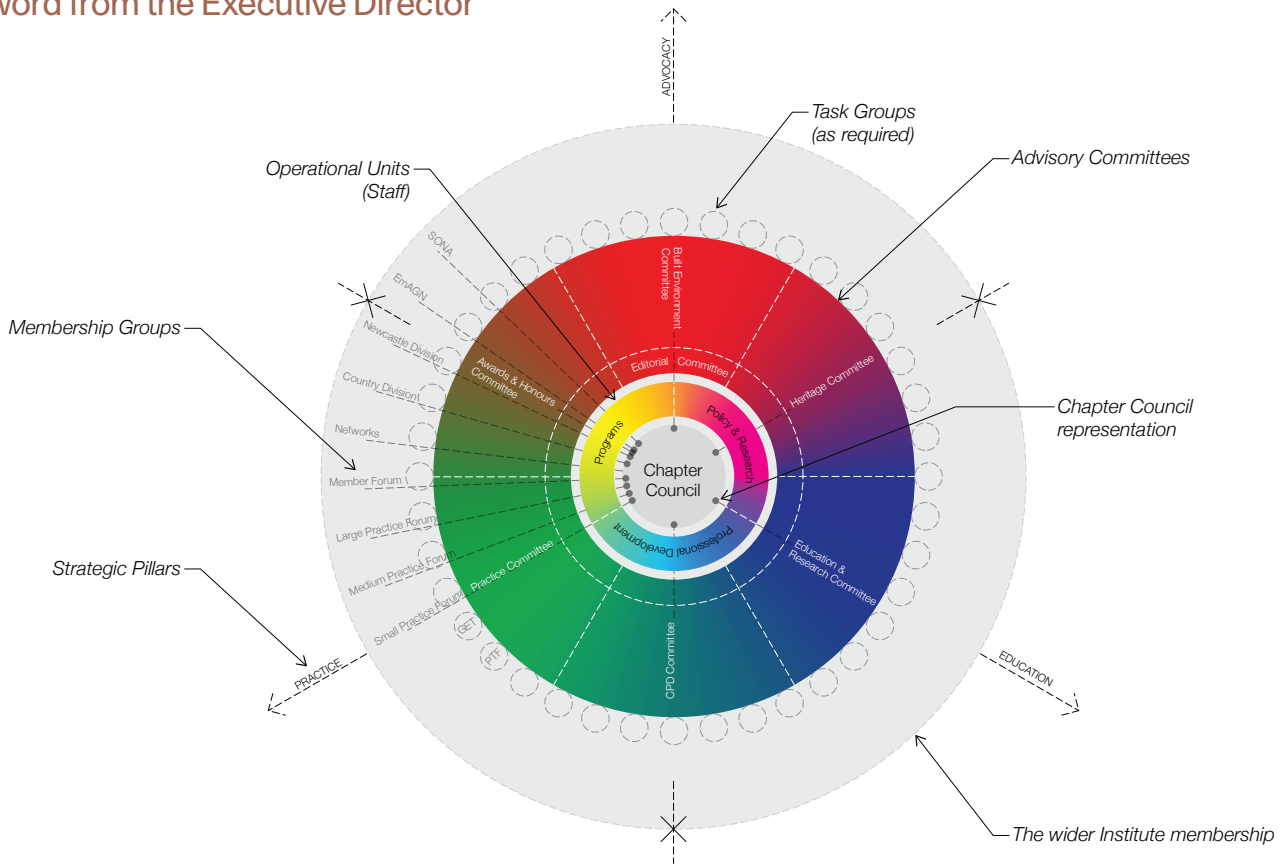 word from the Executive Director
ADVOCACY
Task Groups
(as required)
Advisory Committees
Operational Units
(Staff)
SONA
EmAGN
Newcastle Division
Country Division
Networks
Member Forum
Large Practice Forum
Medium Practice Forum
Small Practice Forum
GET
PTF
Membership Groups
Strategic Pillars
PRACTICE
EDUCATION
Built Environment
Committee
Editorial Committee
Awards & Honours
Committee
Heritage Committee
Programs
Policy & Research
Professional Development
Chapter
Council
Chapter Council
representation
Practice Committee
Education &
Research Committee
CPD Committee
The wider Institute membership